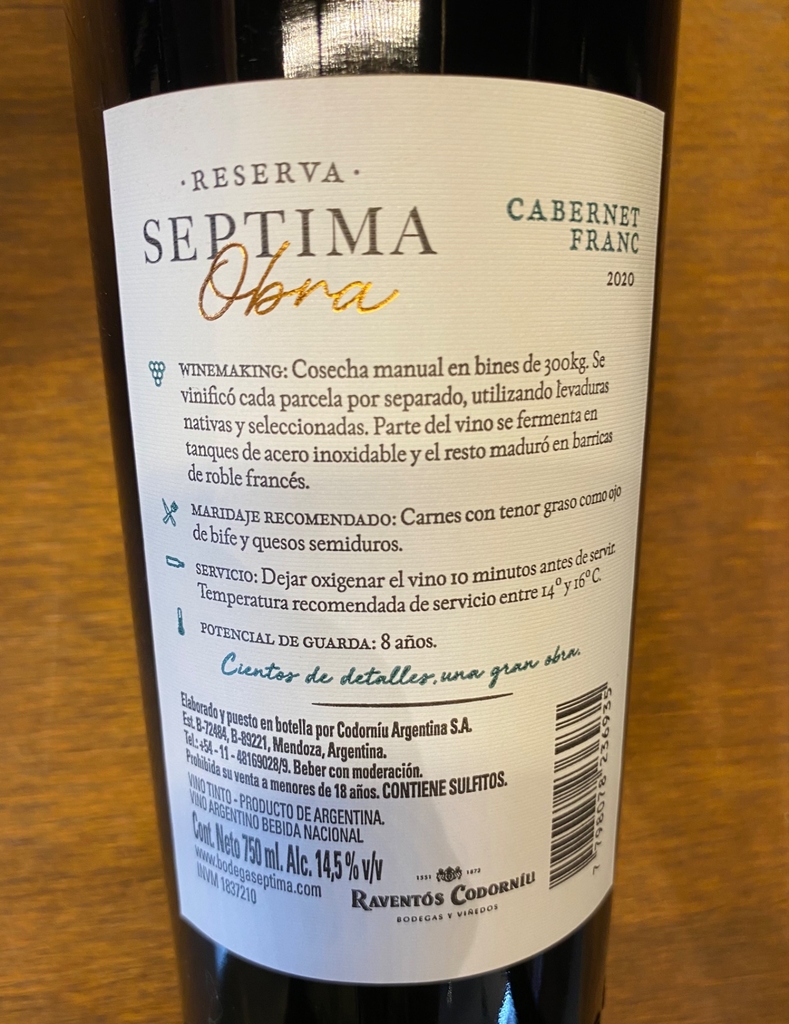 ·RESERVA·
SEPTIMA
Obra
CABERNET
FRANC
2020
WINEMAKING: Cosecha manual en bines de 300kg. Se
vinificó cada parcela por separado, utilizando levaduras
nativas y seleccionadas. Parte del vino se fermenta en
tanques de acero inoxidable y el resto maduró en barricas
de roble francés.
MARIDAJE RECOMENDADO: Carnes con tenor graso como ojo
de bife y quesos semiduros.
SERVICIO: Dejar oxigenar el vino 10 minutos antes de servir.
Temperatura recomendada de servicio entre 14° y 16° C.
POTENCIAL DE GUARDA: 8 años.
Cientos de detalles, una gran obra.
Elaborado y puesto en botella por Codorníu Argentina S.A.
Est. B-72484, B-89221, Mendoza, Argentina.
Tel.: +54 - 11 - 48169028/9. Beber con moderación.
Prohibida su venta a menores de 18 años. CONTIENE SULFITOS.
VINO TINTO - PRODUCTO DE ARGENTINA.
VINO ARGENTINO BEBIDA NACIONAL
Cont. Neto 750 ml. Alc. 14,5 % v/v
www.bodegaseptima.com
INVM 1837210
1551 1872
RAVENTÓS CODORNÍU
BODEGAS Y VIÑEDOS
7 798078 236935